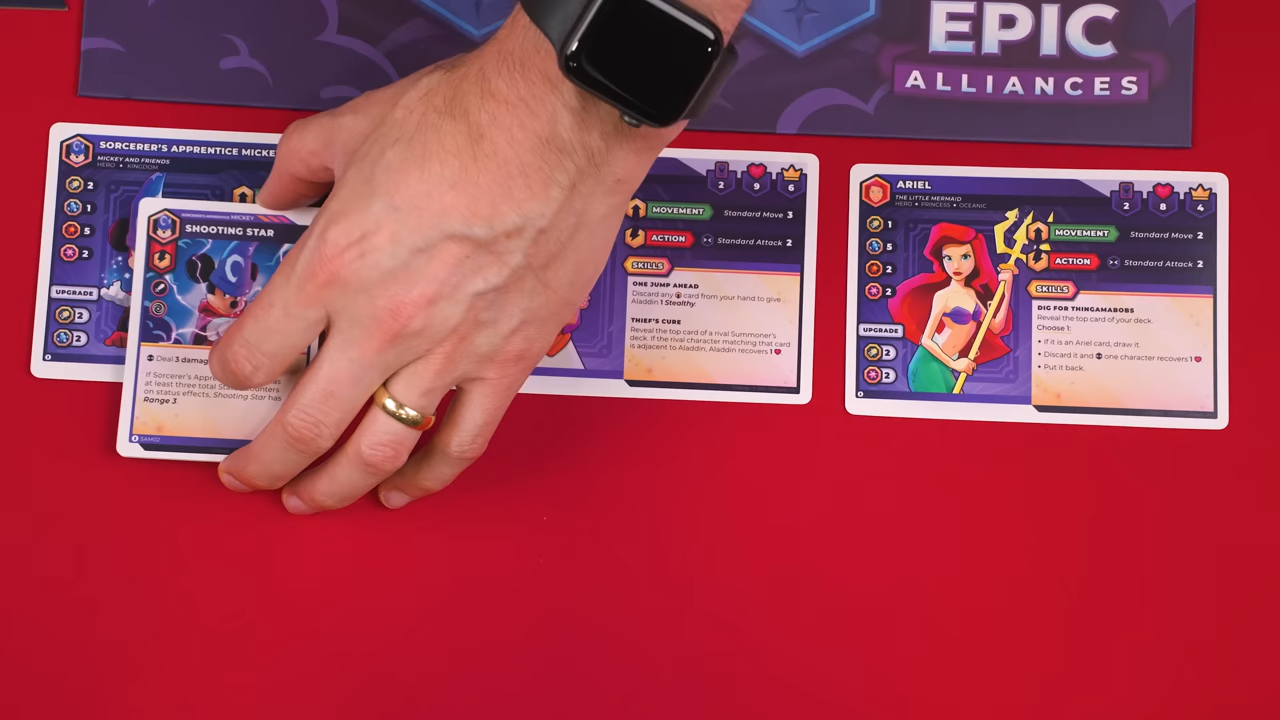 EPIC
ALLIANCES
SORCERER'S APPRENTICE MICKEY
MICKEY AND FRIENDS
HERO • KINGDOM
2
1
5
2
UPGRADE
2
2
SORCERER'S APPRENTICE MICKEY
SHOOTING STAR
Deal 3 damag
If Sorcerer's Appre
at least three total Sta
on status effects, Shooting Star has
Range 3.
SAM02
2
9
6
MOVEMENT
Standard Move 3
ACTION
Standard Attack 2
SKILLS
ONE JUMP AHEAD
Discard any card from your hand to give
Aladdin 1 Stealthy.
THIEF'S CURE
Reveal the top card of a rival Summoner's
deck. If the rival character matching that card
is adjacent to Aladdin, Aladdin recovers 1
ARIEL
THE LITTLE MERMAID
HERO • PRINCESS • OCEANIC
1
5
2
2
UPGRADE
2
2
2
8
4
MOVEMENT
Standard Move 2
ACTION
Standard Attack 2
SKILLS
DIG FOR THINGAMABOBS
Reveal the top card of your deck.
Choose 1:
• If it is an Ariel card, draw it.
• Discard it and one character recovers 1
• Put it back.